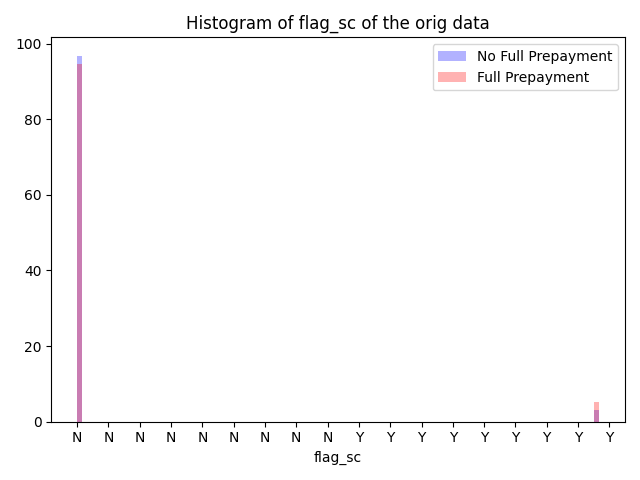 Histogram of flag_sc of the orig data
No Full Prepayment
Full Prepayment
100
80
60
40
20
0
N N N N N N N N N Y Y Y Y Y Y Y Y Y
flag_sc